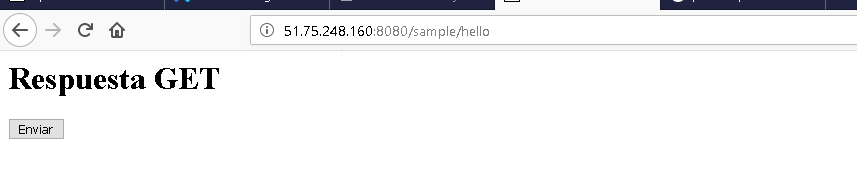 51.75.248.160:8080/sample/hello
Respuesta GET
Enviar